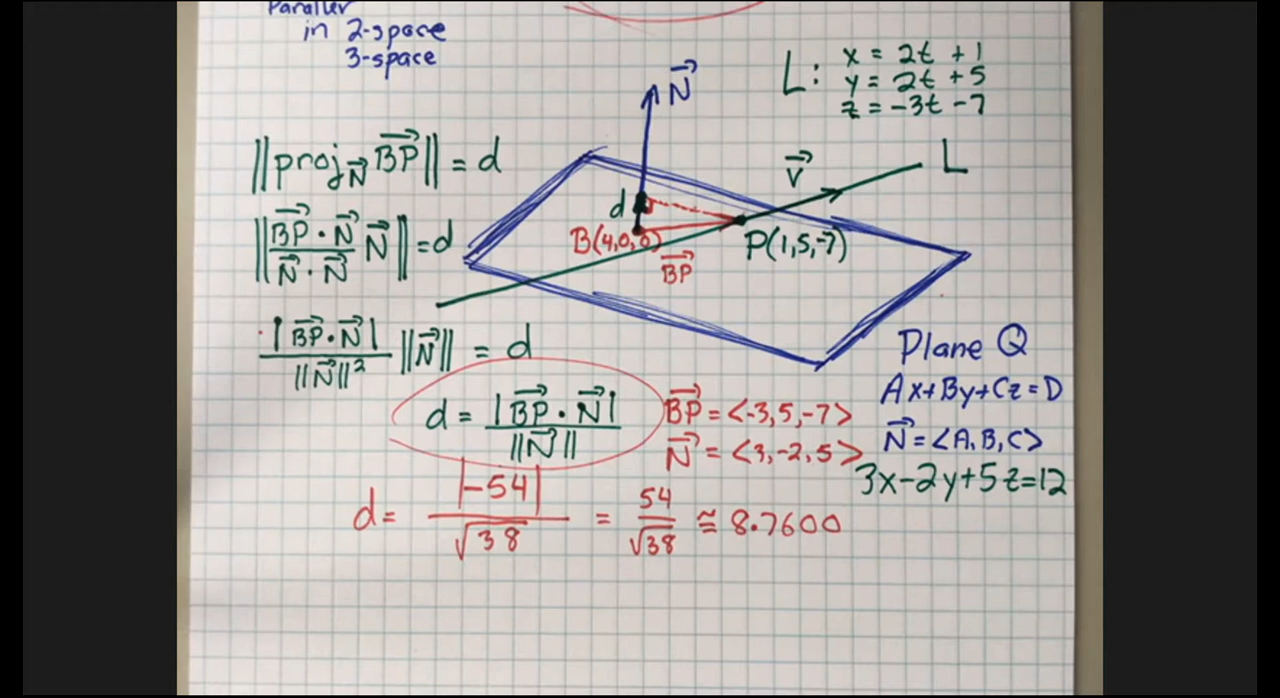 Parallel
in 2-space
3-space
L: x = 2t + 1
y = 2t + 5
z = -3t - 7
N⃗
‖proj_N⃗ BP⃗‖ = d
V⃗
L
d
B(4,0,0)
P(1,5,-7)
BP⃗
‖(BP⃗ · N⃗)/(N⃗ · N⃗) N⃗‖ = d
|BP⃗ · N⃗|/‖N⃗‖² ‖N⃗‖ = d
Plane Q
Ax+By+Cz=D
N⃗ = <A,B,C>
3x-2y+5z=12
d = |BP⃗ · N⃗|/‖N⃗‖
BP⃗ = <-3,5,-7>
N⃗ = <3,-2,5>
d = |-54|/√38 = 54/√38 ≅ 8.7600